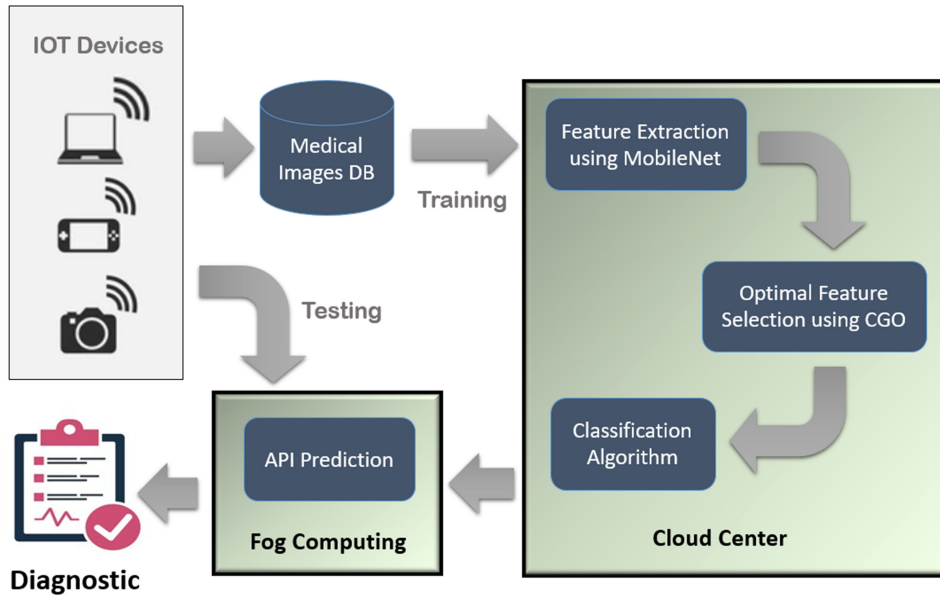 IOT Devices
Medical
Images DB
Training
Feature Extraction
using MobileNet
Optimal Feature
Selection using CGO
Testing
Classification
Algorithm
API Prediction
Fog Computing
Cloud Center
Diagnostic